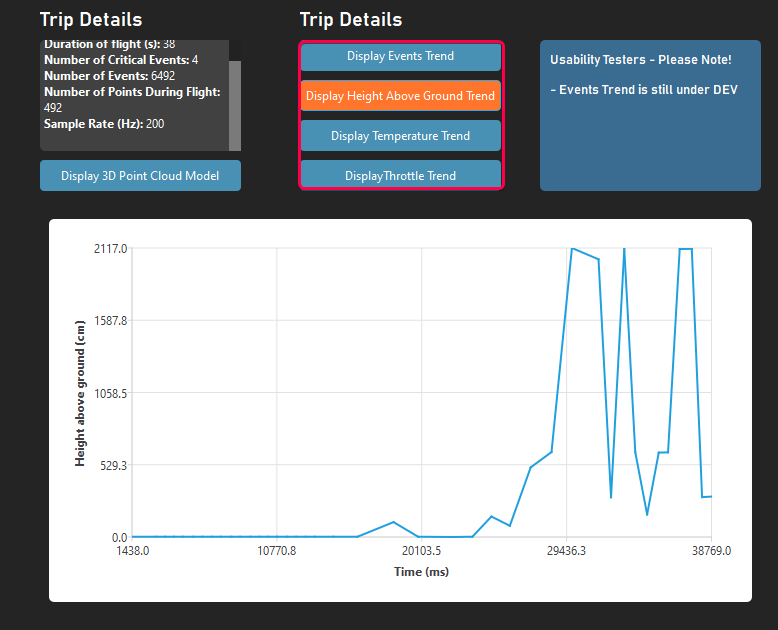 Trip Details
Duration of flight (s): 38
Number of Critical Events: 4
Number of Events: 6492
Number of Points During Flight:
492
Sample Rate (Hz): 200
Display 3D Point Cloud Model
Trip Details
Display Events Trend
Display Height Above Ground Trend
Display Temperature Trend
DisplayThrottle Trend
Usability Testers - Please Note!
- Events Trend is still under DEV
Height above ground (cm)
2117.0
1587.8
1058.5
529.3
0.0
1438.0
10770.8
20103.5
29436.3
38769.0
Time (ms)